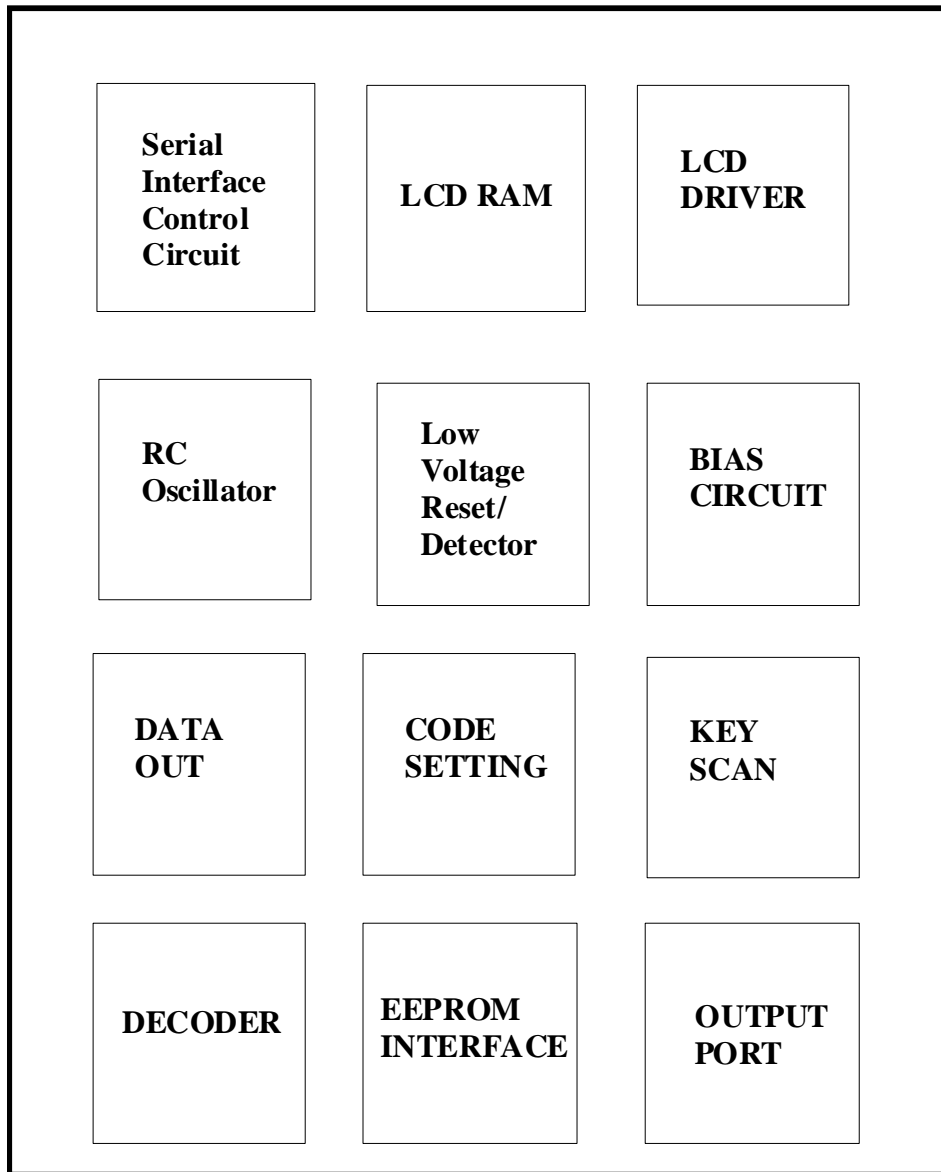 Serial
Interface
Control
Circuit
LCD RAM
LCD
DRIVER
RC
Oscillator
Low
Voltage
Reset/
Detector
BIAS
CIRCUIT
DATA
OUT
CODE
SETTING
KEY
SCAN
DECODER
EEPROM
INTERFACE
OUTPUT
PORT